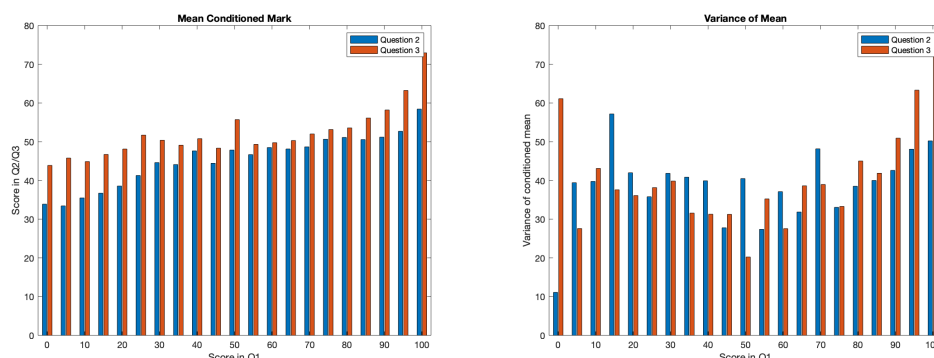 Mean Conditioned Mark
Score in Q2/Q3
80
70
60
50
40
30
20
10
0
0 10 20 30 40 50 60 70 80 90 100
Score in Q1
Question 2
Question 3
Variance of Mean
Variance of conditioned mean
80
70
60
50
40
30
20
10
0
0 10 20 30 40 50 60 70 80 90 100
Score in Q1
Question 2
Question 3